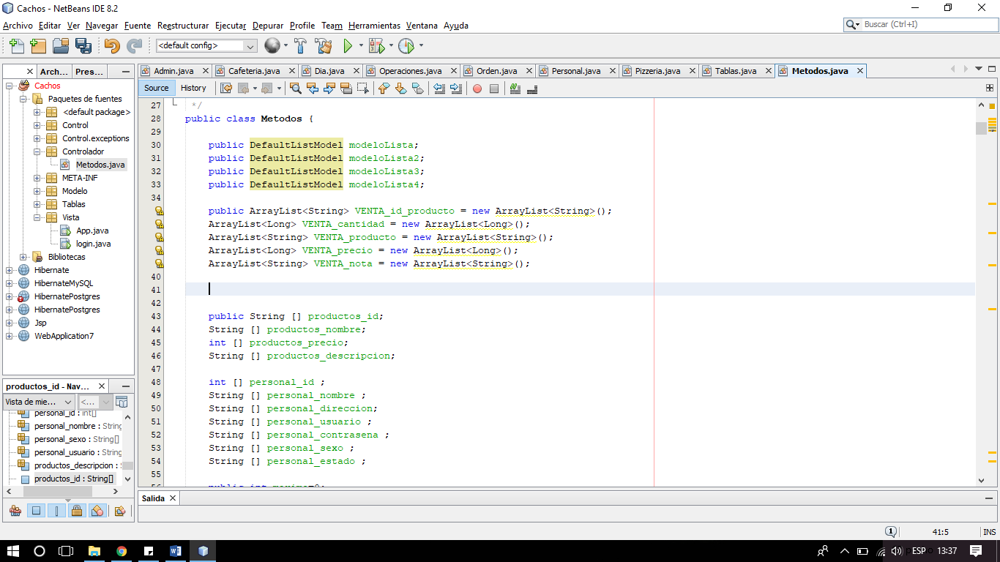 Cachos - NetBeans IDE 8.2
Archivo Editar Ver Navegar Fuente Reestructurar Ejecutar Depurar Profile Team Herramientas Ventana Ayuda
Buscar (Ctrl+I)
<default config>
Arch... Pres...
Admin.java Cafeteria.java Dia.java Operaciones.java Orden.java Personal.java Pizzeria.java Tablas.java Metodos.java
Source History
Cachos
Paquetes de fuentes
<default package>
Control
Control.exceptions
Controlador
Metodos.java
META-INF
Modelo
Tablas
Vista
App.java
login.java
Bibliotecas
Hibernate
HibernateMySQL
HibernatePostgres
HibernatePostgres
Jsp
WebApplication7
productos_id - Nav...
Vista de mie... <...
personal_id : int[]
personal_nombre : String
personal_sexo : String[]
personal_usuario : String
productos_descripcion :
productos_id : String[]
27 */
28 public class Metodos {
29
30 public DefaultListModel modeloLista;
31 public DefaultListModel modeloLista2;
32 public DefaultListModel modeloLista3;
33 public DefaultListModel modeloLista4;
34
public ArrayList<String> VENTA_id_producto = new ArrayList<String>();
ArrayList<Long> VENTA_cantidad = new ArrayList<Long>();
ArrayList<String> VENTA_producto = new ArrayList<String>();
ArrayList<Long> VENTA_precio = new ArrayList<Long>();
ArrayList<String> VENTA_nota = new ArrayList<String>();
40
41
42
43 public String [] productos_id;
44 String [] productos_nombre;
45 int [] productos_precio;
46 String [] productos_descripcion;
47
48 int [] personal_id ;
49 String [] personal_nombre ;
50 String [] personal_direccion;
51 String [] personal_usuario ;
52 String [] personal_contrasena ;
53 String [] personal_sexo ;
54 String [] personal_estado ;
55
Salida
1 41:5 INS
ESP 13:37